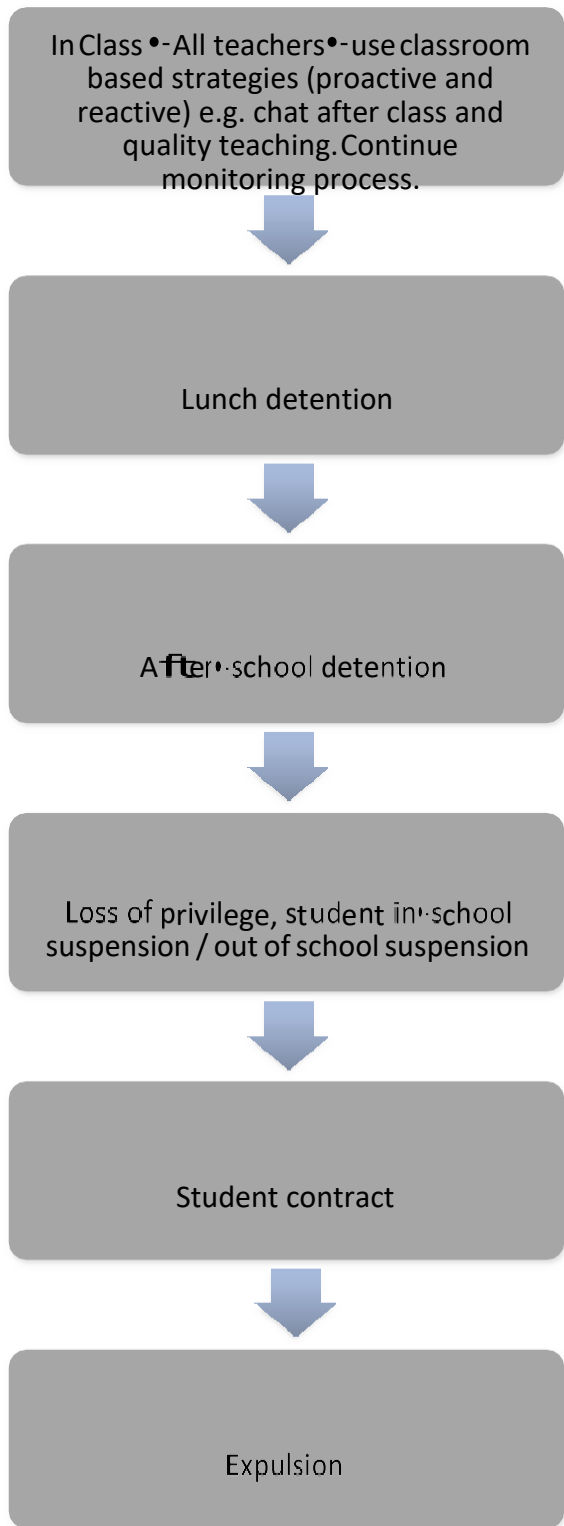 In Class •-All teachers•-use classroom
based strategies (proactive and
reactive) e.g. chat after class and
quality teaching. Continue
monitoring process.
Lunch detention
After•-school detention
Loss of privilege, student in•-school
suspension / out of school suspension
Student contract
Expulsion